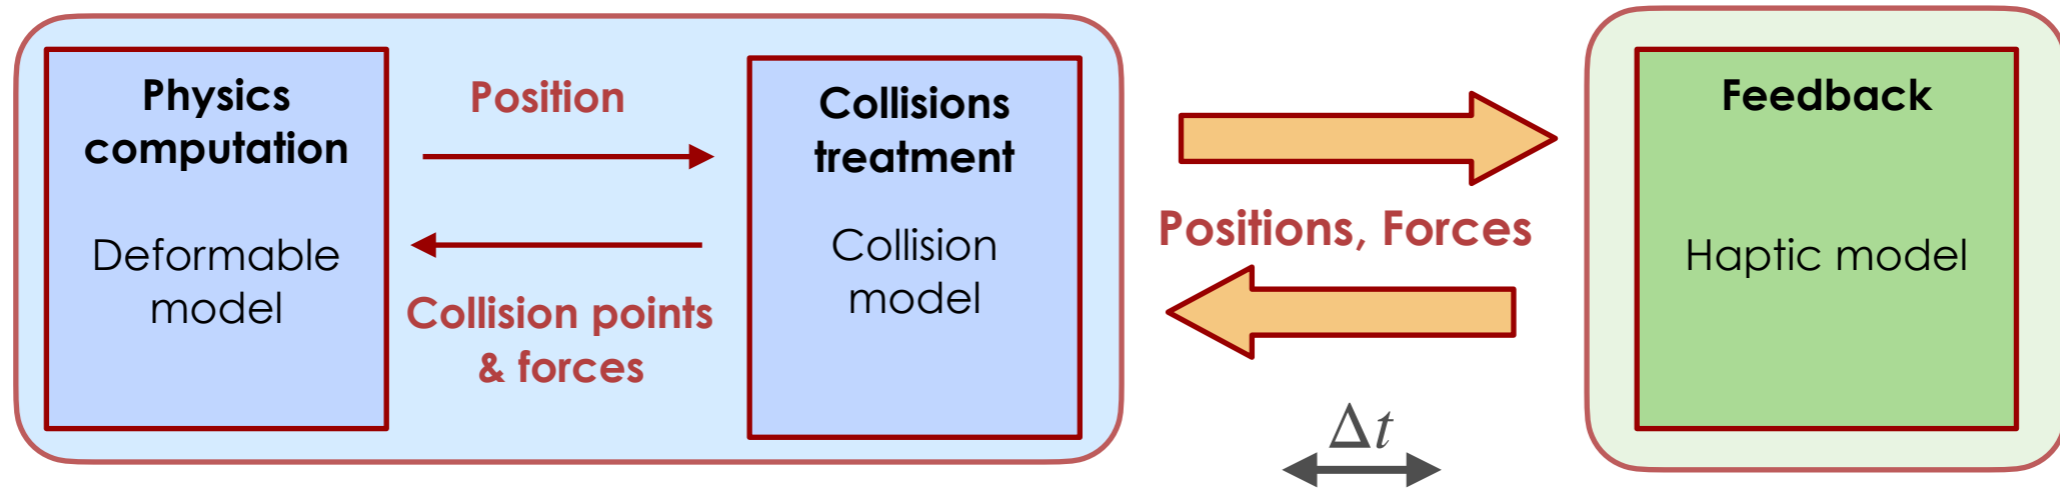 Physics
computation
Deformable
model
Position
Collision points
& forces
Collisions
treatment
Collision
model
Positions, Forces
Δt
Feedback
Haptic model